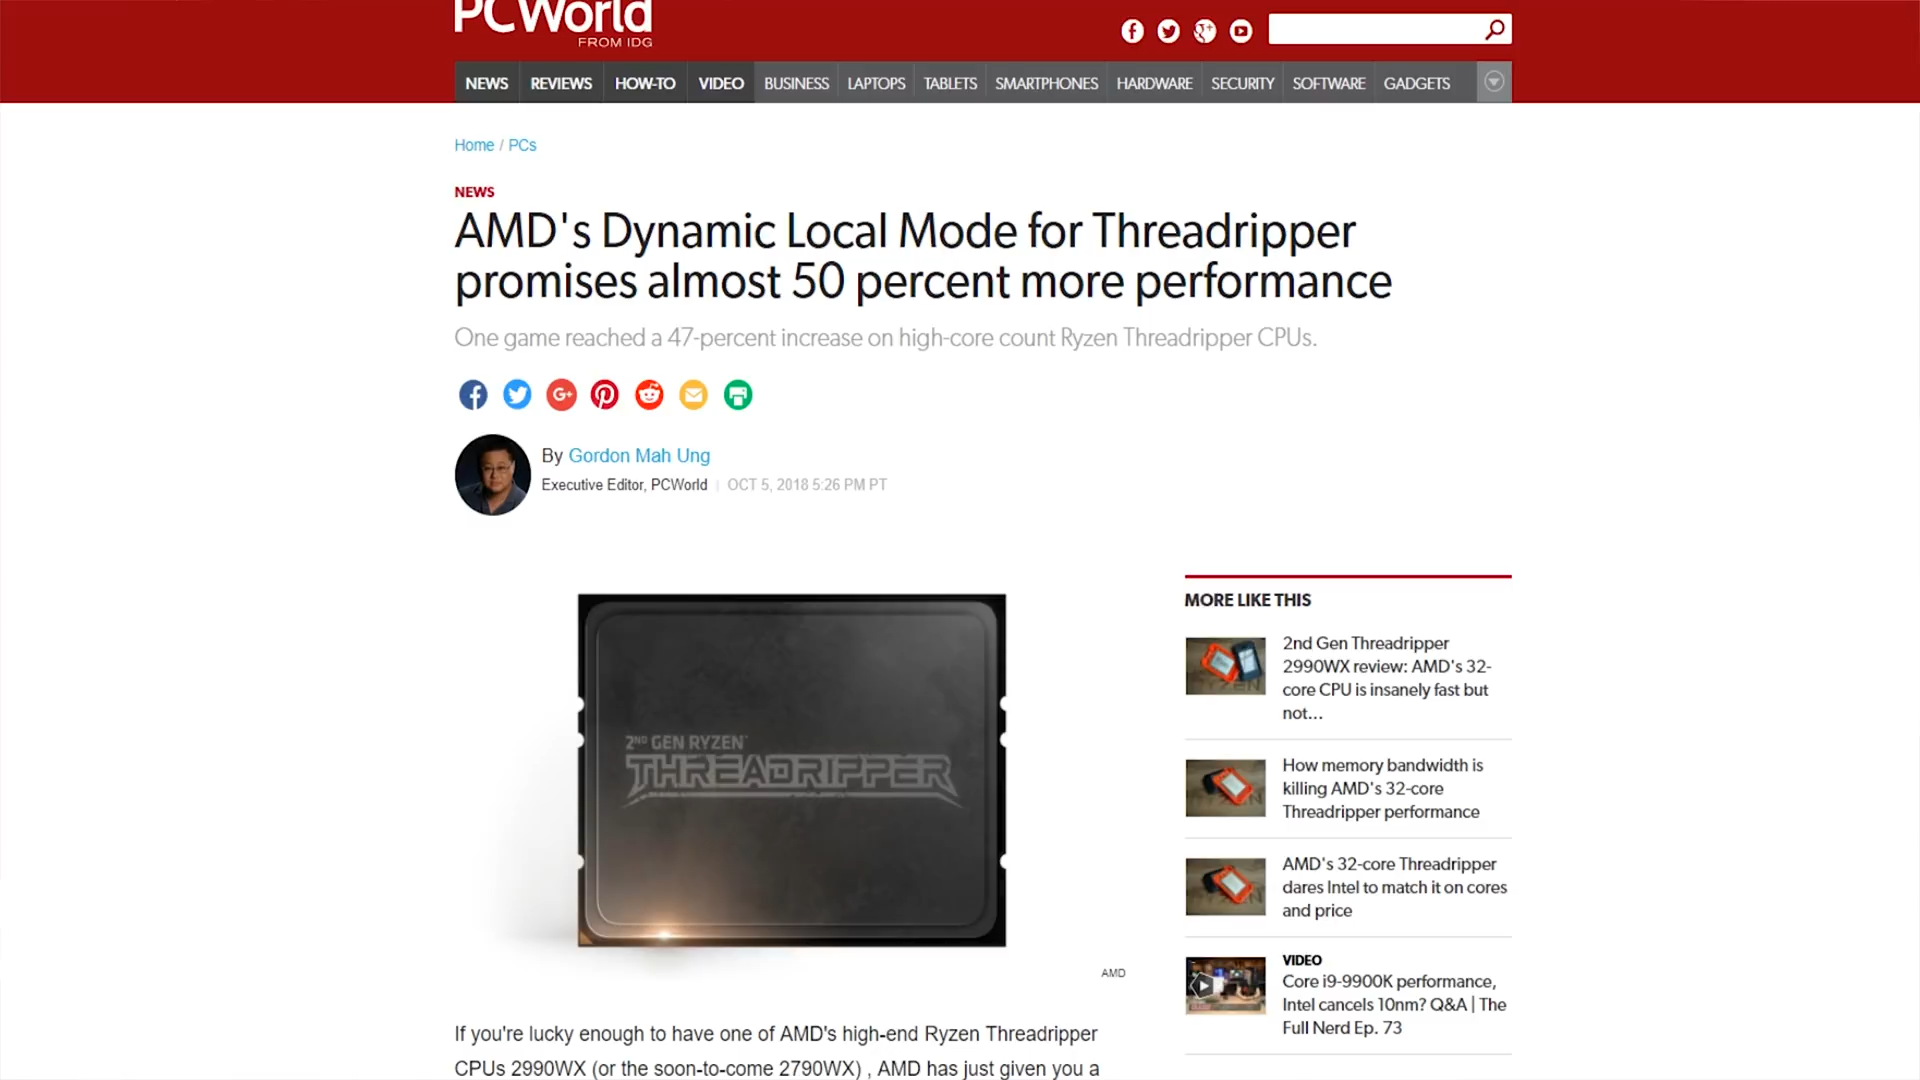 PCWorld
FROM IDG
NEWS REVIEWS HOW-TO VIDEO BUSINESS LAPTOPS TABLETS SMARTPHONES HARDWARE SECURITY SOFTWARE GADGETS
Home / PCs
NEWS
AMD's Dynamic Local Mode for Threadripper
promises almost 50 percent more performance
One game reached a 47-percent increase on high-core count Ryzen Threadripper CPUs.
By Gordon Mah Ung
Executive Editor, PCWorld | OCT 5, 2018 5:26 PM PT
2ND GEN RYZEN™
THREADRIPPER
AMD
If you're lucky enough to have one of AMD's high-end Ryzen Threadripper
CPUs 2990WX (or the soon-to-come 2790WX) , AMD has just given you a
MORE LIKE THIS
2nd Gen Threadripper
2990WX review: AMD's 32-
core CPU is insanely fast but
not...
How memory bandwidth is
killing AMD's 32-core
Threadripper performance
AMD's 32-core Threadripper
dares Intel to match it on cores
and price
VIDEO
Core i9-9900K performance,
Intel cancels 10nm? Q&A | The
Full Nerd Ep. 73